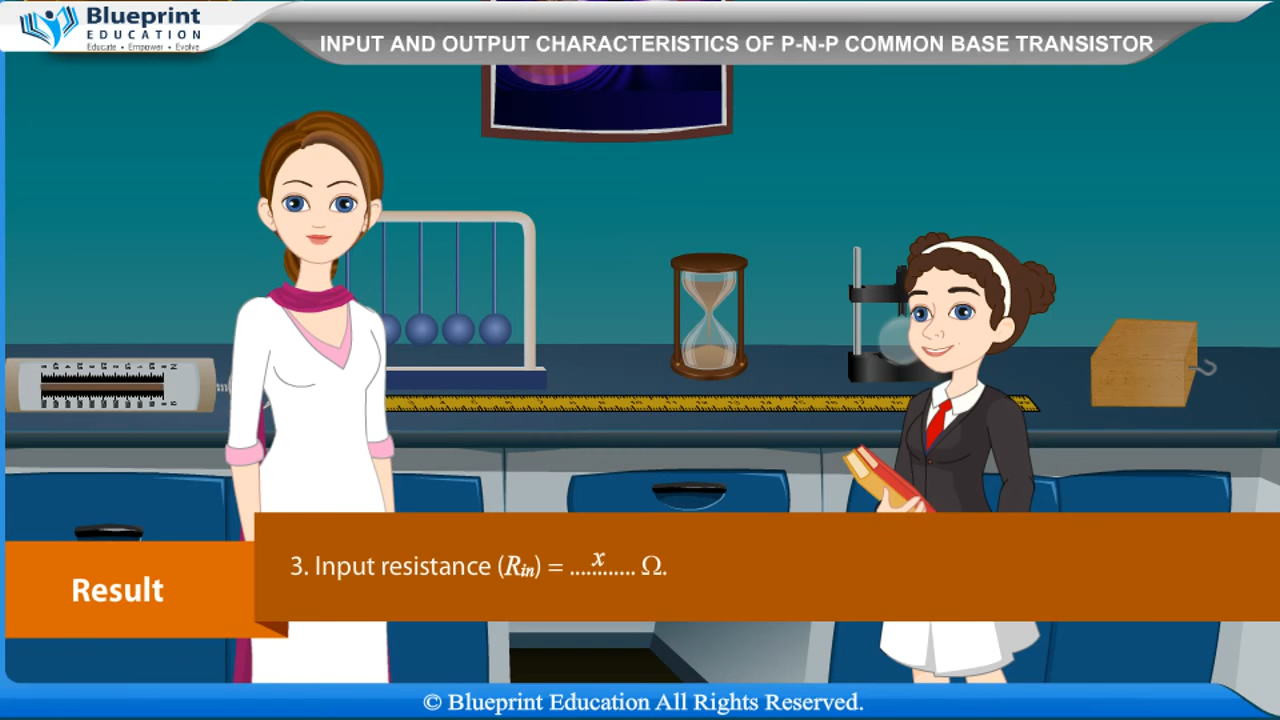 Blueprint
EDUCATION
Educate • Empower • Evolve
INPUT AND OUTPUT CHARACTERISTICS OF P-N-P COMMON BASE TRANSISTOR
Result
3. Input resistance (Rin) = ......x...... Ω.
© Blueprint Education All Rights Reserved.